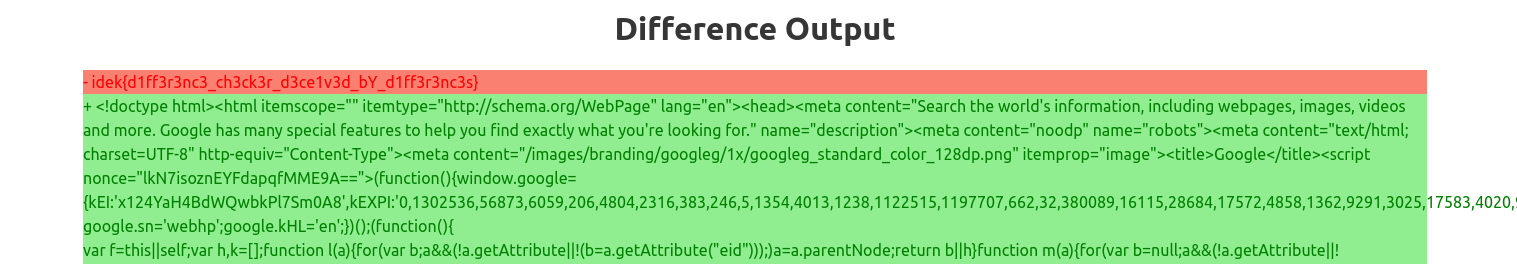 Difference Output
- idek{d1ff3r3nc3_ch3ck3r_d3ce1v3d_bY_d1ff3r3nc3s}
+ <!doctype html><html itemscope="" itemtype="http://schema.org/WebPage" lang="en"><head><meta content="Search the world's information, including webpages, images, videos
and more. Google has many special features to help you find exactly what you're looking for." name="description"><meta content="noodp" name="robots"><meta content="text/html;
charset=UTF-8" http-equiv="Content-Type"><meta content="/images/branding/googleg/1x/googleg_standard_color_128dp.png" itemprop="image"><title>Google</title><script
nonce="lkN7isoznEYFdapqfMME9A==">(function(){window.google=
{kEI:'x124YaH4BdWQwbkPl7Sm0A8',kEXPI:'0,1302536,56873,6059,206,4804,2316,383,246,5,1354,4013,1238,1122515,1197707,662,32,380089,16115,28684,17572,4858,1362,9291,3025,17583,4020,
google.sn='webhp';google.kHL='en';})();(function(){
var f=this||self;var h,k=[];function l(a){for(var b;a&&(!a.getAttribute||!(b=a.getAttribute("eid")));)a=a.parentNode;return b||h}function m(a){for(var b=null;a&&(!a.getAttribute||!